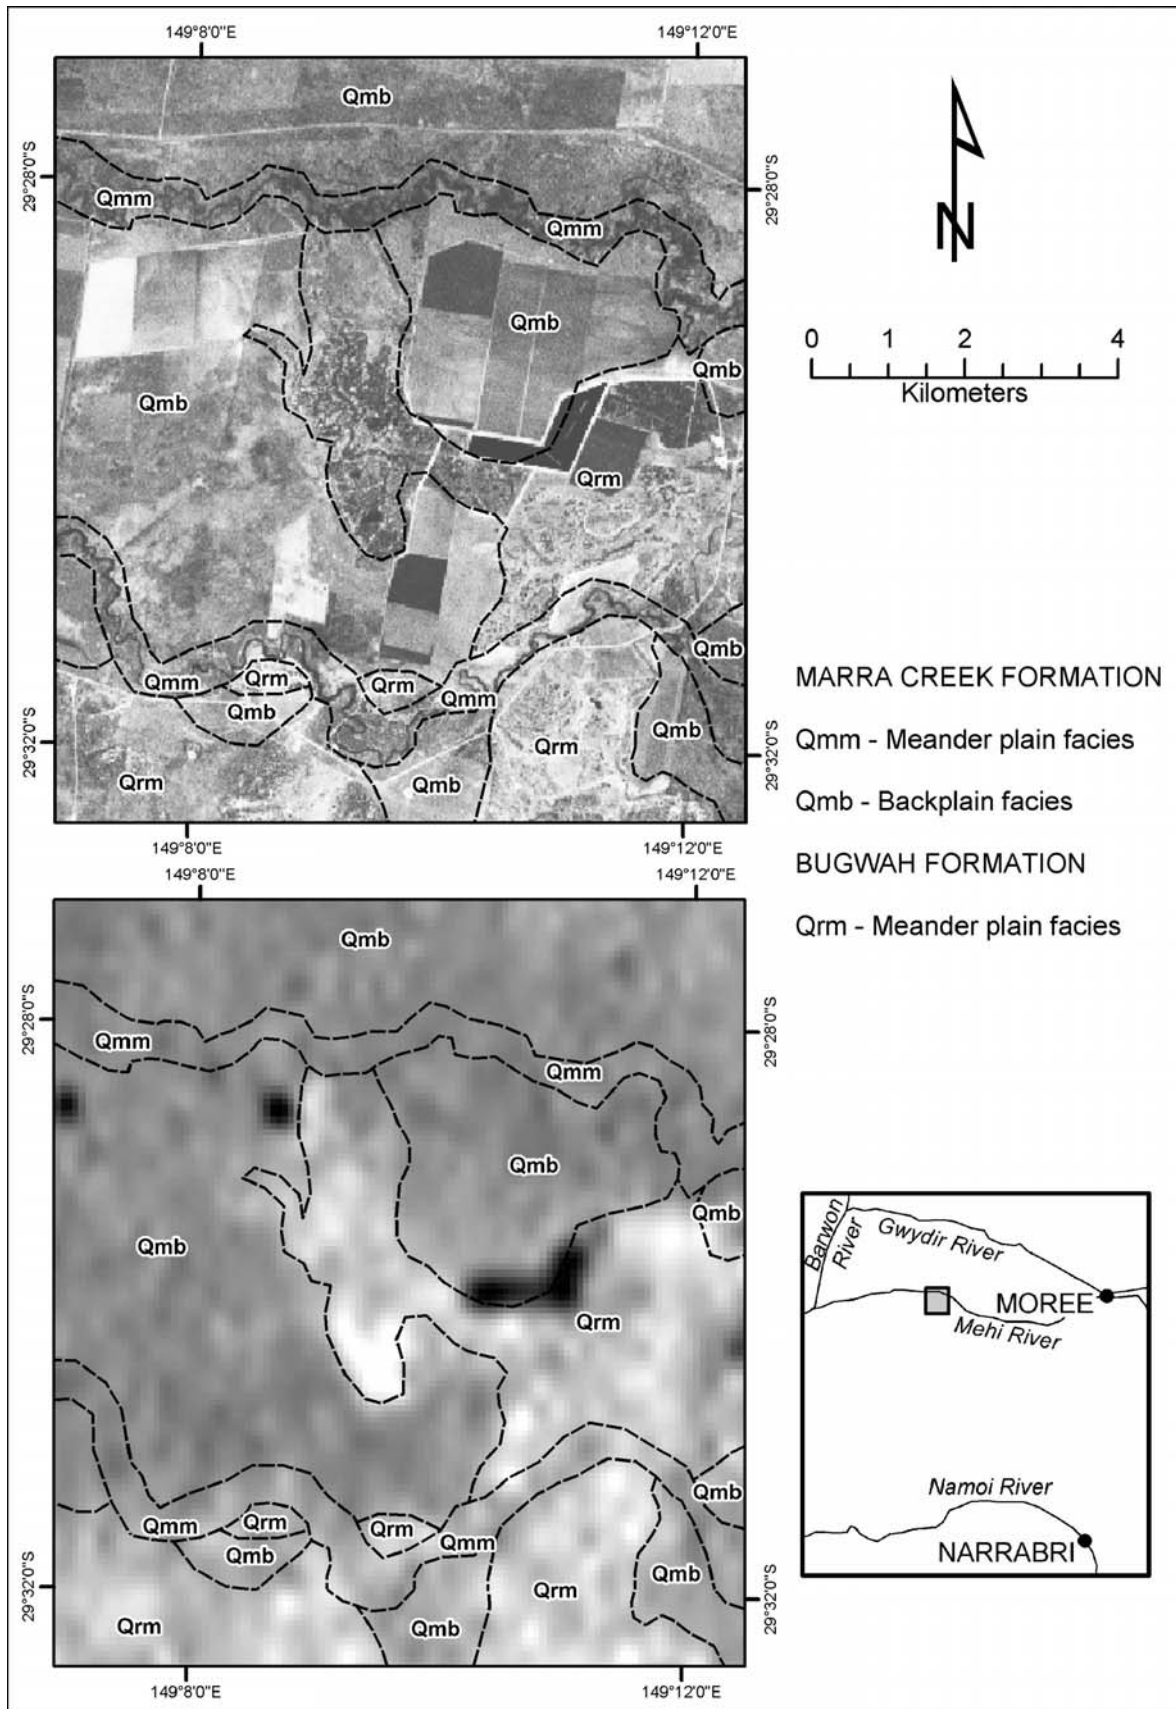 149°8'0"E
149°12'0"E
Qmb
29°28'0"S
29°28'0"S
Qmm
Qmm
Qmb
Qmb
Qmb
Qrm
Qmb
Qmm
Qrm
Qrm
Qmm
Qmb
Qrm
Qmb
Qrm
Qmb
29°32'0"S
29°32'0"S
149°8'0"E
149°12'0"E
N
0 2 4
Kilometers
MARRA CREEK FORMATION
Qmm - Meander plain facies
Qmb - Backplain facies
BUGWAH FORMATION
Qrm - Meander plain facies
149°8'0"E
149°12'0"E
Qmb
29°28'0"S
29°28'0"S
Qmm
Qmm
Qmb
Qmb
Qmb
Qrm
Qmb
Qmm
Qrm
Qrm
Qmm
Qmb
Qrm
Qmb
Qrm
Qmb
29°32'0"S
29°32'0"S
149°8'0"E
149°12'0"E
Barwon
River
Gwydir River
MOREE
Mehi River
Namoi River
NARRABRI